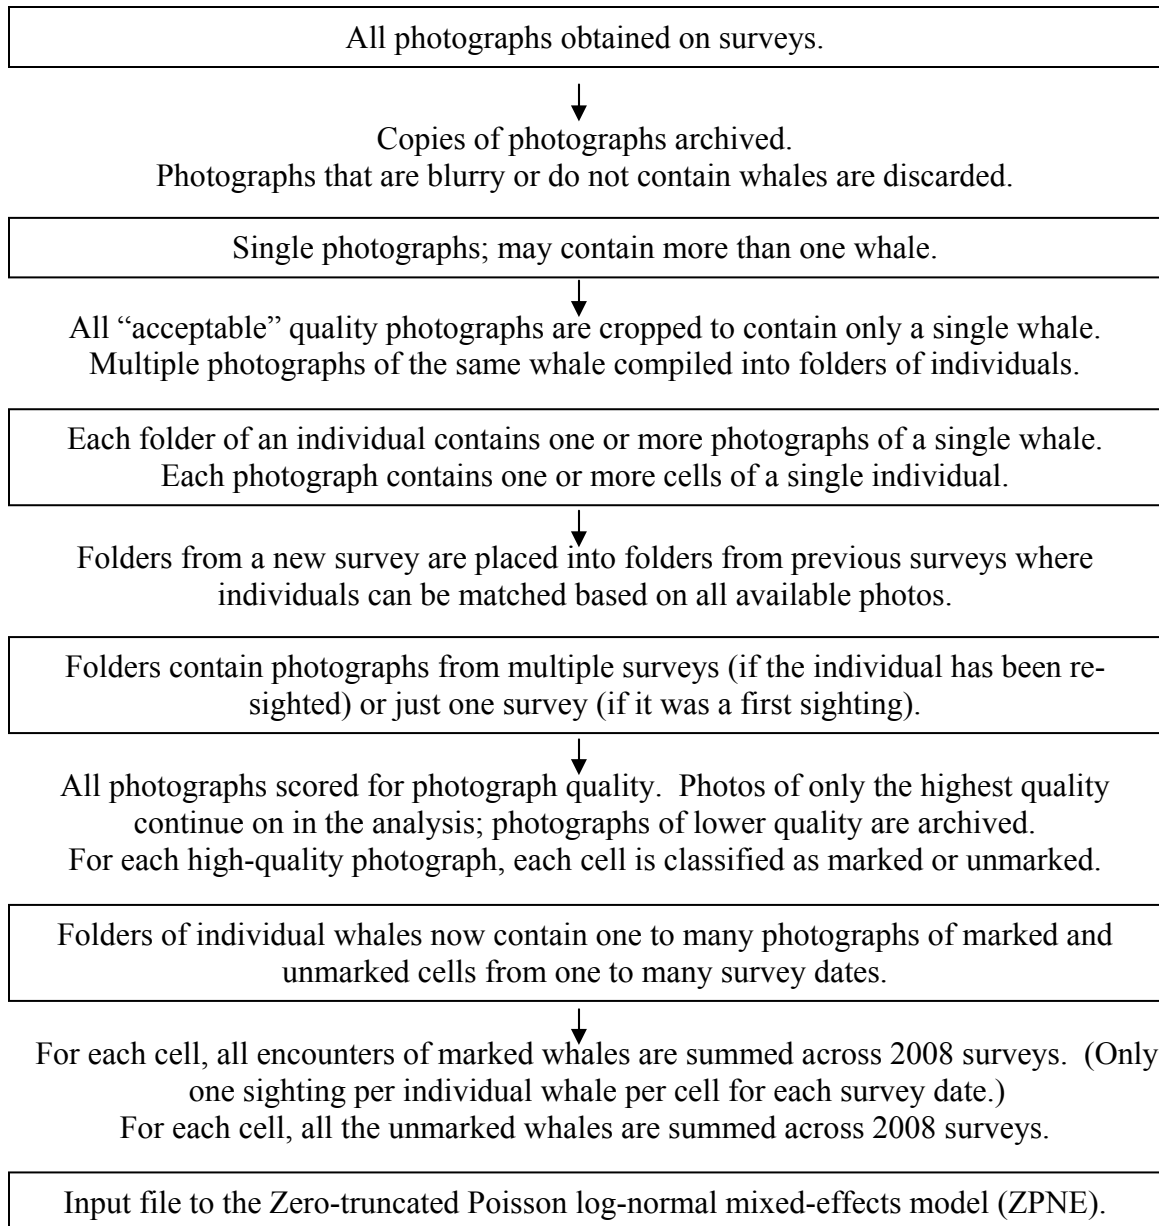 All photographs obtained on surveys.
Copies of photographs archived.
Photographs that are blurry or do not contain whales are discarded.
Single photographs; may contain more than one whale.
All “acceptable” quality photographs are cropped to contain only a single whale.
Multiple photographs of the same whale compiled into folders of individuals.
Each folder of an individual contains one or more photographs of a single whale.
Each photograph contains one or more cells of a single individual.
Folders from a new survey are placed into folders from previous surveys where
individuals can be matched based on all available photos.
Folders contain photographs from multiple surveys (if the individual has been re-
sighted) or just one survey (if it was a first sighting).
All photographs scored for photograph quality.  Photos of only the highest quality
continue on in the analysis; photographs of lower quality are archived.
For each high-quality photograph, each cell is classified as marked or unmarked.
Folders of individual whales now contain one to many photographs of marked and
unmarked cells from one to many survey dates.
For each cell, all encounters of marked whales are summed across 2008 surveys.  (Only
one sighting per individual whale per cell for each survey date.)
For each cell, all the unmarked whales are summed across 2008 surveys.
Input file to the Zero-truncated Poisson log-normal mixed-effects model (ZPNE).